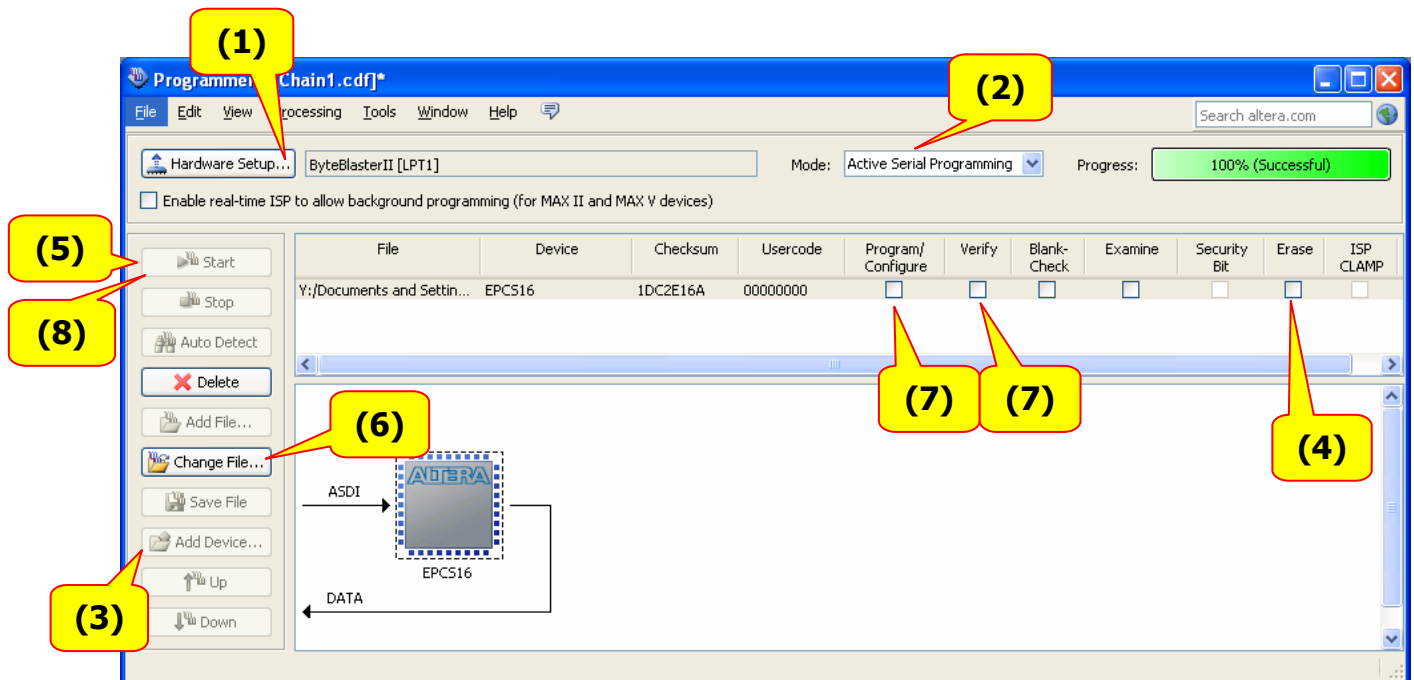 (1)
Programmer - [Chain1.cdf]*
(2)
File Edit View Processing Tools Window Help
Search altera.com
Hardware Setup... ByteBlasterII [LPT1] Mode: Active Serial Programming Progress: 100% (Successful)
Enable real-time ISP to allow background programming (for MAX II and MAX V devices)
(5)
Start
(8)
Stop
Auto Detect
Delete
Add File...
(6)
Change File...
Save File
Add Device...
(3)
Up
Down
File Device Checksum Usercode Program/ Verify Blank- Examine Security Erase ISP
Configure Check Bit CLAMP
Y:/Documents and Settin... EPCS16 1DC2E16A 00000000
(7) (7)
(4)
ALTERA
ASDI
EPCS16
DATA